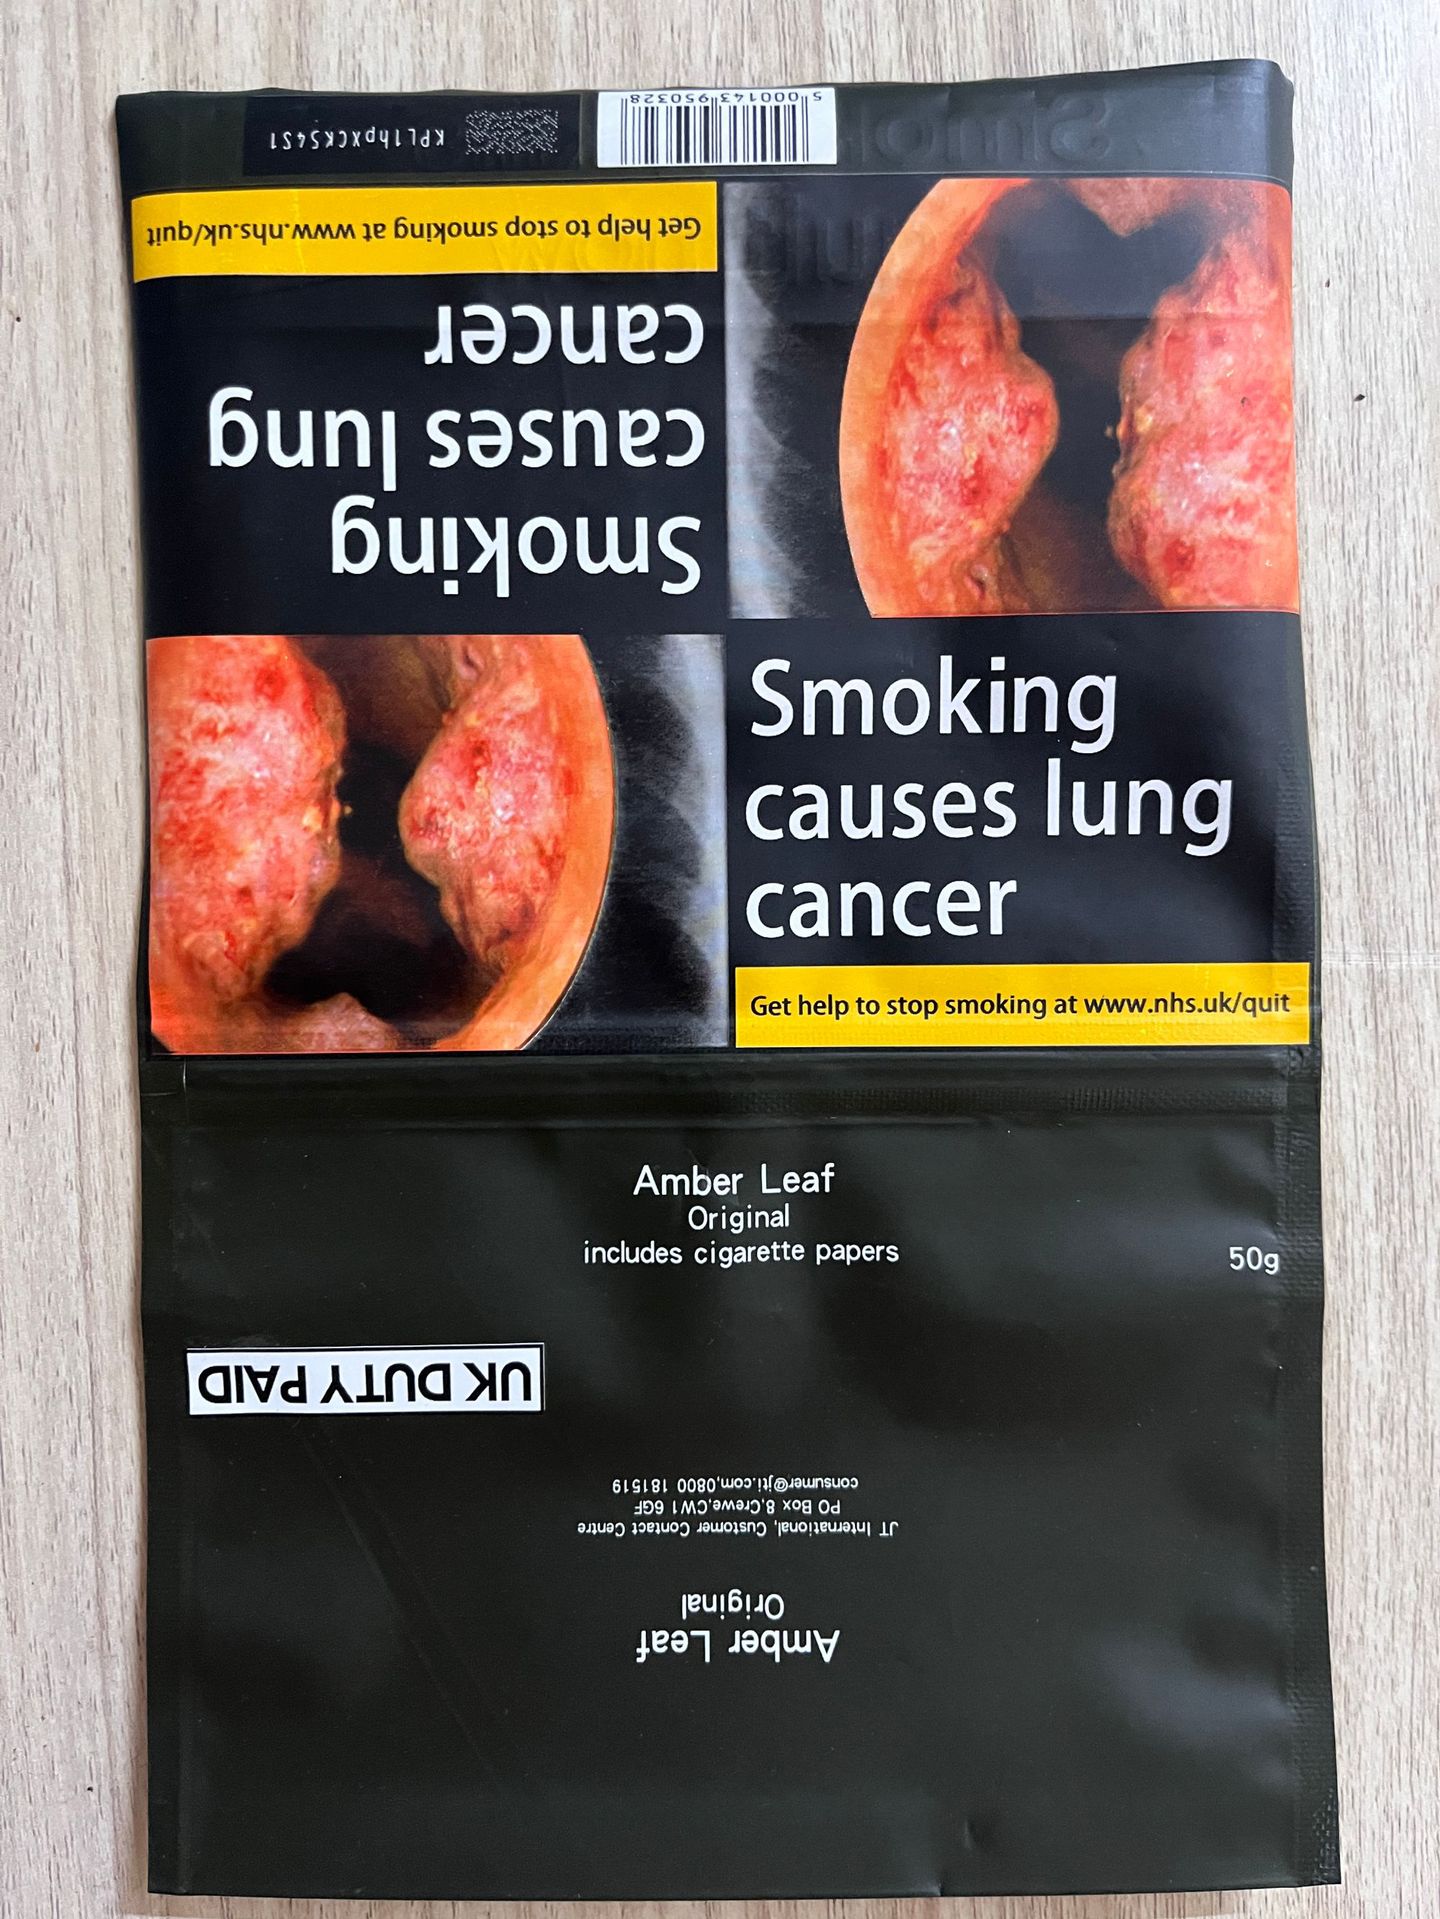 5 000143 950328
KPL1hpXCK54S1
Get help to stop smoking at www.nhs.uk/quit
Smoking
causes lung
cancer
Smoking
causes lung
cancer
Get help to stop smoking at www.nhs.uk/quit
Amber Leaf
Original
includes cigarette papers
50g
UK DUTY PAID
Amber Leaf
Original
JT International, Customer Contact Centre
PO Box 8,Crewe,CW1 6GF
consumer@jti.com,0800 181519